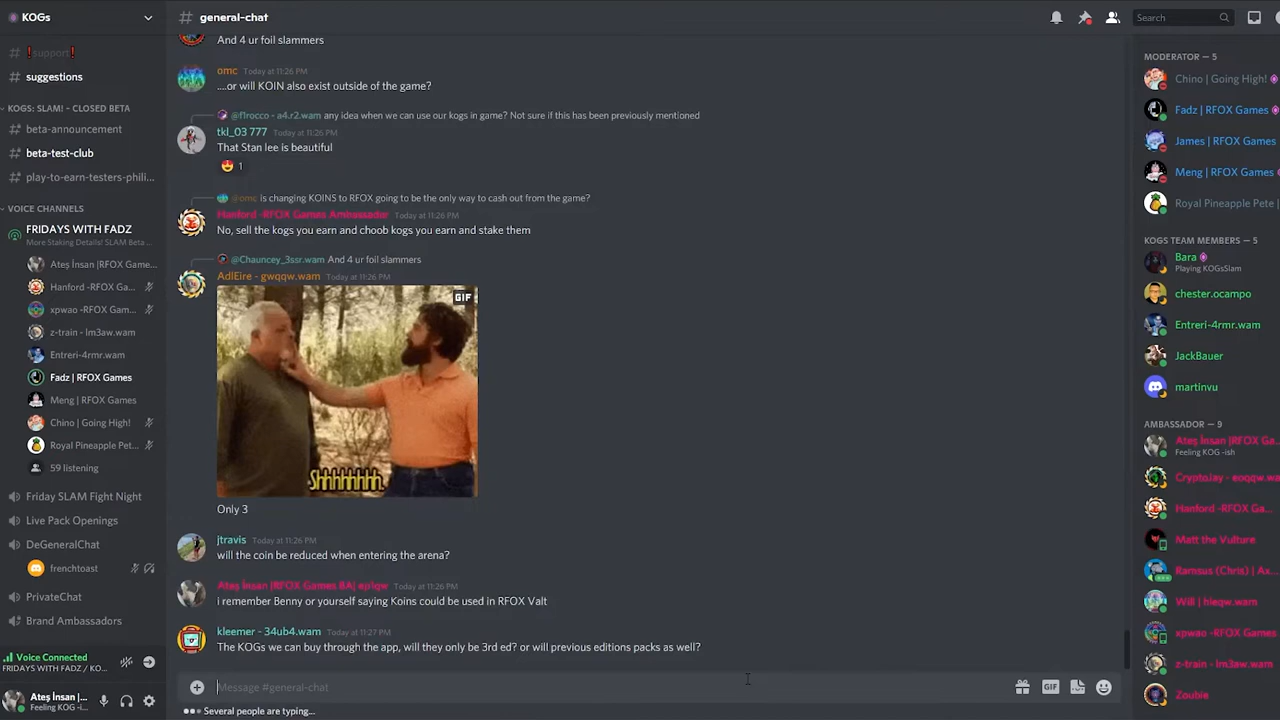 KOGs
# general-chat
Search
# ❗support❗
# suggestions
KOGS: SLAM! - CLOSED BETA
# beta-announcement
# beta-test-club
# play-to-earn-testers-phili...
VOICE CHANNELS
FRIDAYS WITH FADZ
More Staking Details! SLAM Beta ...
Ateş İnsan |RFOX Game...
Hanford -RFOX Ga...
xpwao -RFOX Gam...
z-train - lm3aw.wam
Entreri-4rmr.wam
Fadz | RFOX Games
Meng | RFOX Games
Chino | Going High!
Royal Pineapple Pet...
59 listening
Friday SLAM Fight Night
Live Pack Openings
DeGeneralChat
frenchtoast
PrivateChat
Brand Ambassadors
Voice Connected
FRIDAYS WITH FADZ / KO...
Ateş İnsan |...
Feeling KOG -i...
And 4 ur foil slammers
omc Today at 11:26 PM
....or will KOIN also exist outside of the game?
@f1rocco - a4.r2.wam any idea when we can use our kogs in game? Not sure if this has been previously mentioned
tkl_03 777 Today at 11:26 PM
That Stan lee is beautiful
😍 1
@omc is changing KOINS to RFOX going to be the only way to cash out from the game?
Hanford -RFOX Games Ambassador Today at 11:26 PM
No, sell the kogs you earn and choob kogs you earn and stake them
@Chauncey_3ssr.wam And 4 ur foil slammers
AdlEire - gwqqw.wam Today at 11:26 PM
GIF
Shhhhhhhh.
Only 3
jtravis Today at 11:26 PM
will the coin be reduced when entering the arena?
Ateş İnsan |RFOX Games BA| Today at 11:26 PM
i remember Benny or yourself saying Koins could be used in RFOX Valt
kleemer - 34ub4.wam Today at 11:27 PM
The KOGs we can buy through the app, will they only be 3rd ed? or will previous editions packs as well?
Message #general-chat
GIF
Several people are typing...
MODERATOR — 5
Chino | Going High!
Fadz | RFOX Games
James | RFOX Games
Meng | RFOX Games
Royal Pineapple Pete |
KOGS TEAM MEMBERS — 5
Bara
Playing KOGsSlam
chester.ocampo
Entreri-4rmr.wam
JackBauer
martinvu
AMBASSADOR — 9
Ateş İnsan |RFOX Ga...
Feeling KOG -ish
CryptoJay - eoqqw.wa
Hanford -RFOX Ga...
Matt the Vulture
Ramsus (Chris) | Ax...
Will | hieqw.wam
xpwao -RFOX Games
z-train - lm3aw.wam
Zoubie